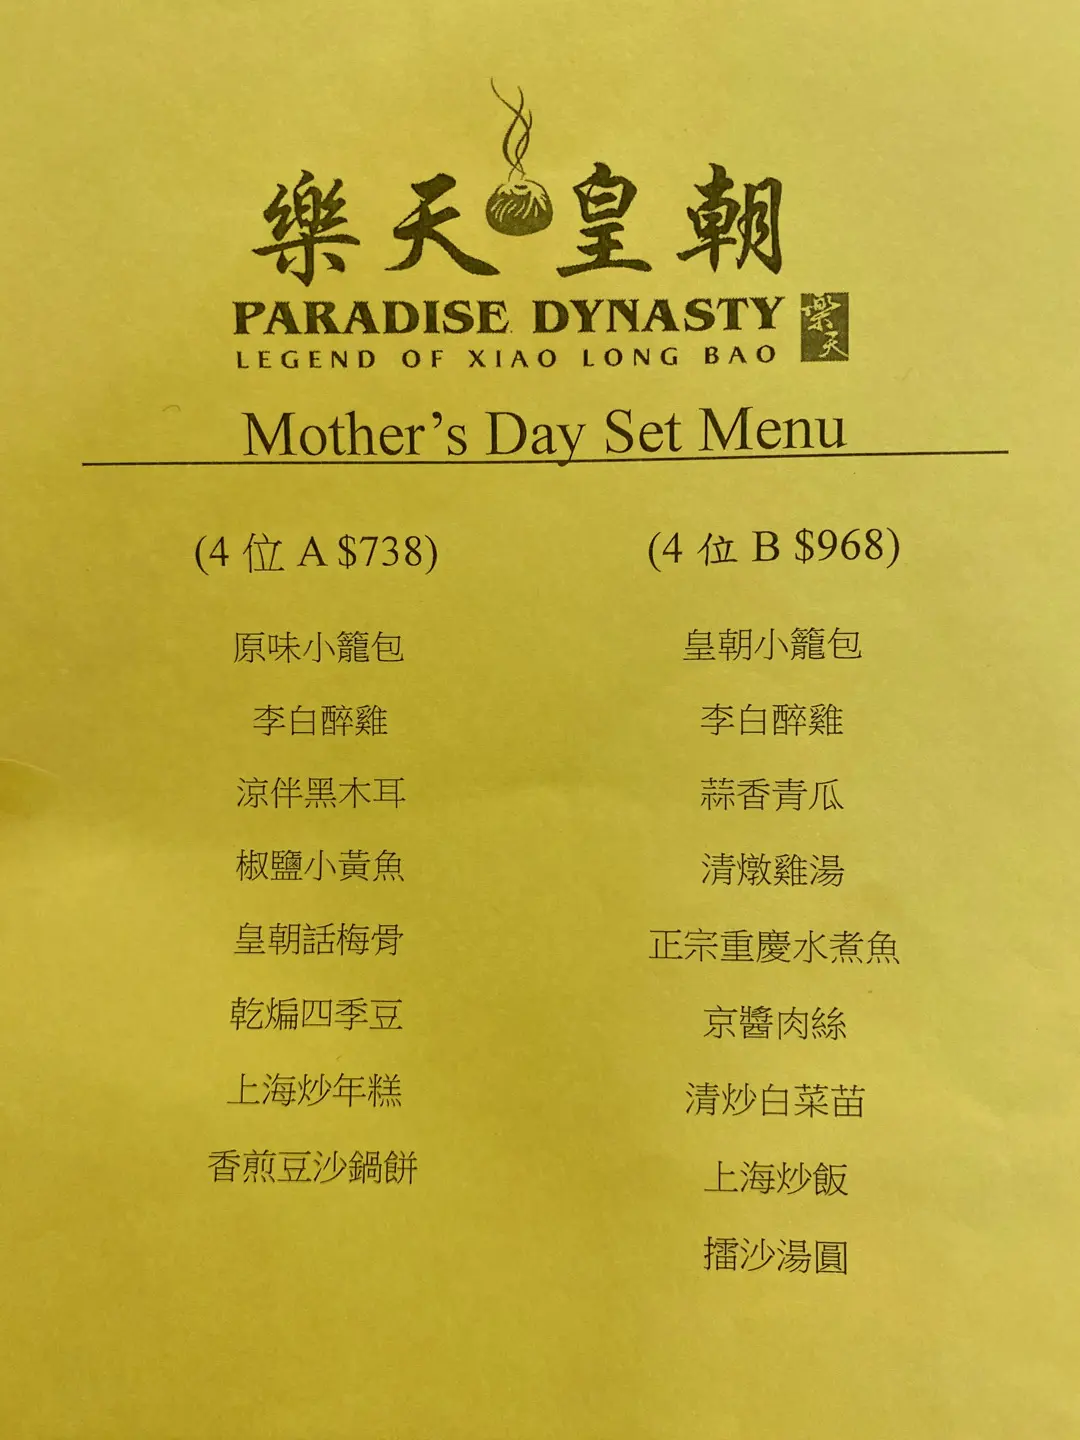 樂天皇朝
PARADISE DYNASTY
樂天
LEGEND OF XIAO LONG BAO
Mother's Day Set Menu
(4 位 A $738)
原味小籠包
李白醉雞
涼伴黑木耳
椒鹽小黃魚
皇朝話梅骨
乾煸四季豆
上海炒年糕
香煎豆沙鍋餅
(4 位 B $968)
皇朝小籠包
李白醉雞
蒜香青瓜
清燉雞湯
正宗重慶水煮魚
京醬肉絲
清炒白菜苗
上海炒飯
擂沙湯圓